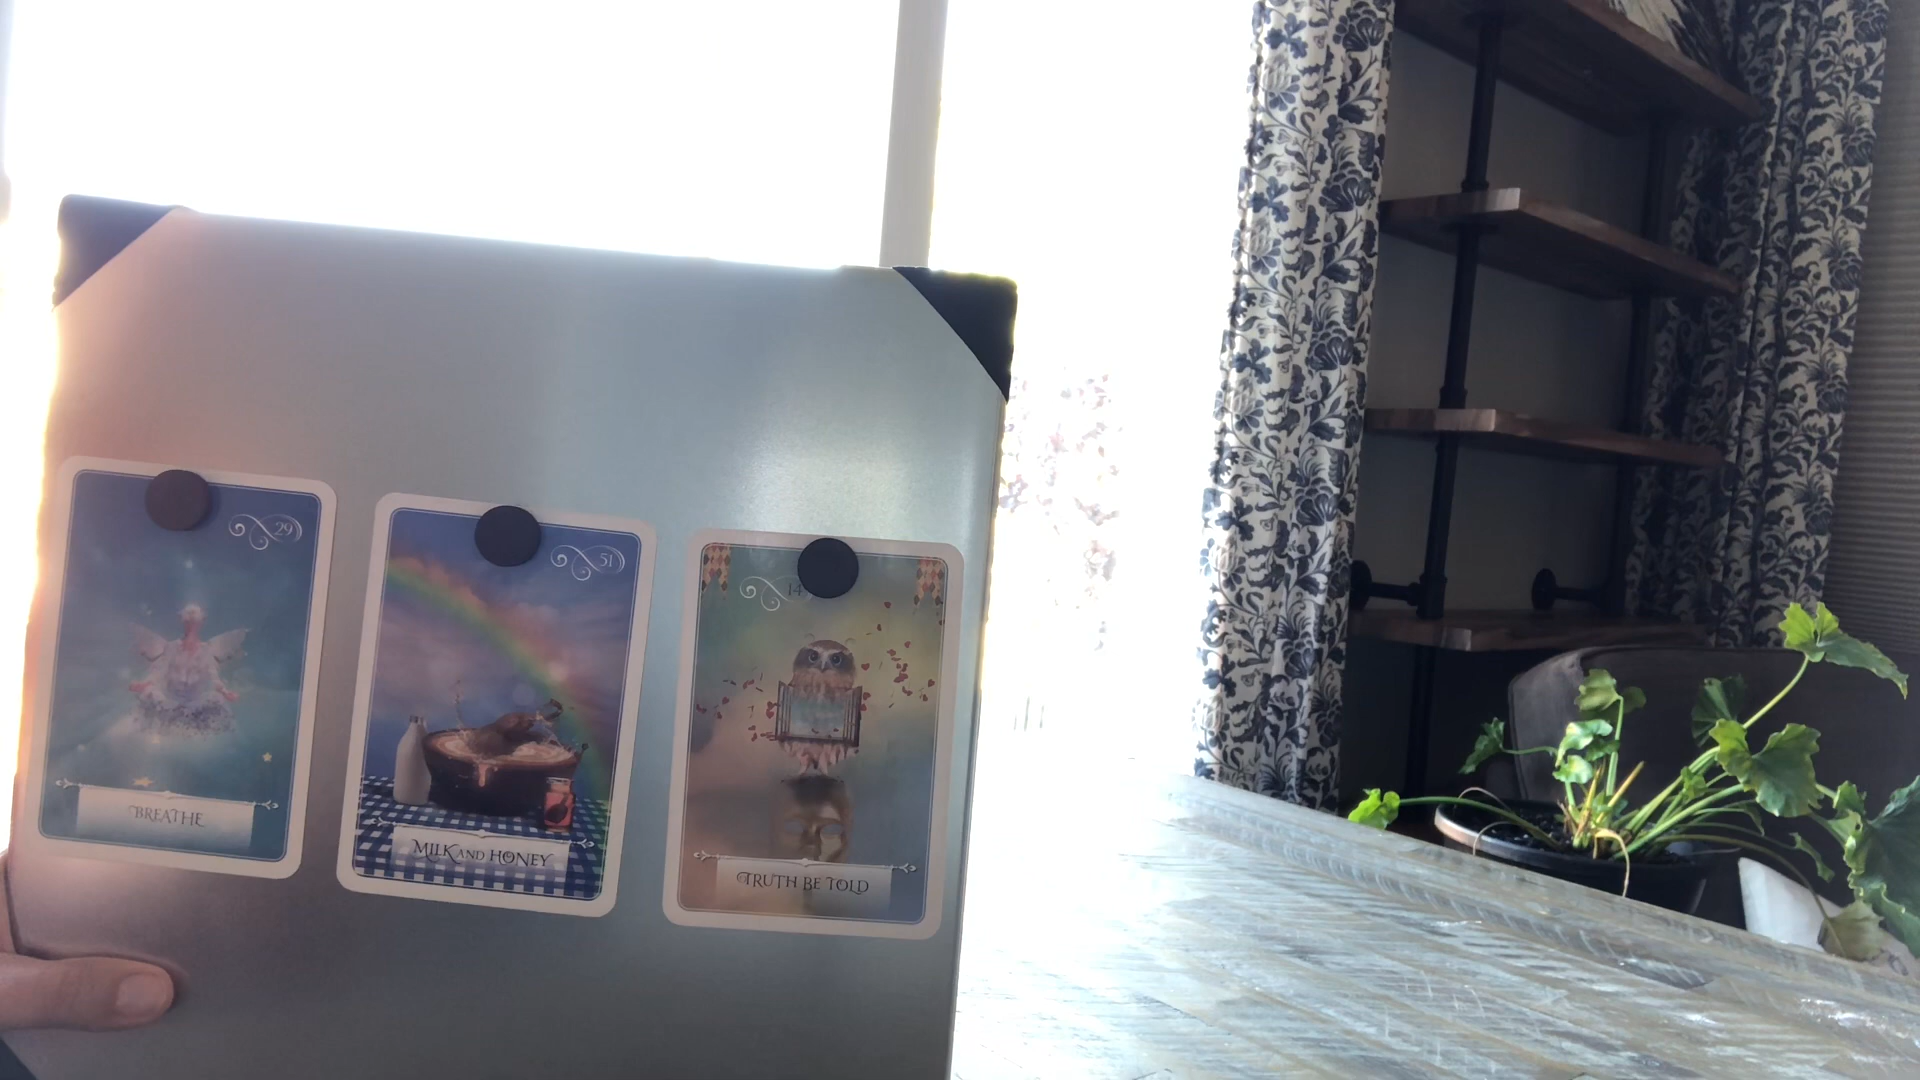 29
BREATHE
51
MILK AND HONEY
14
TRUTH BE TOLD